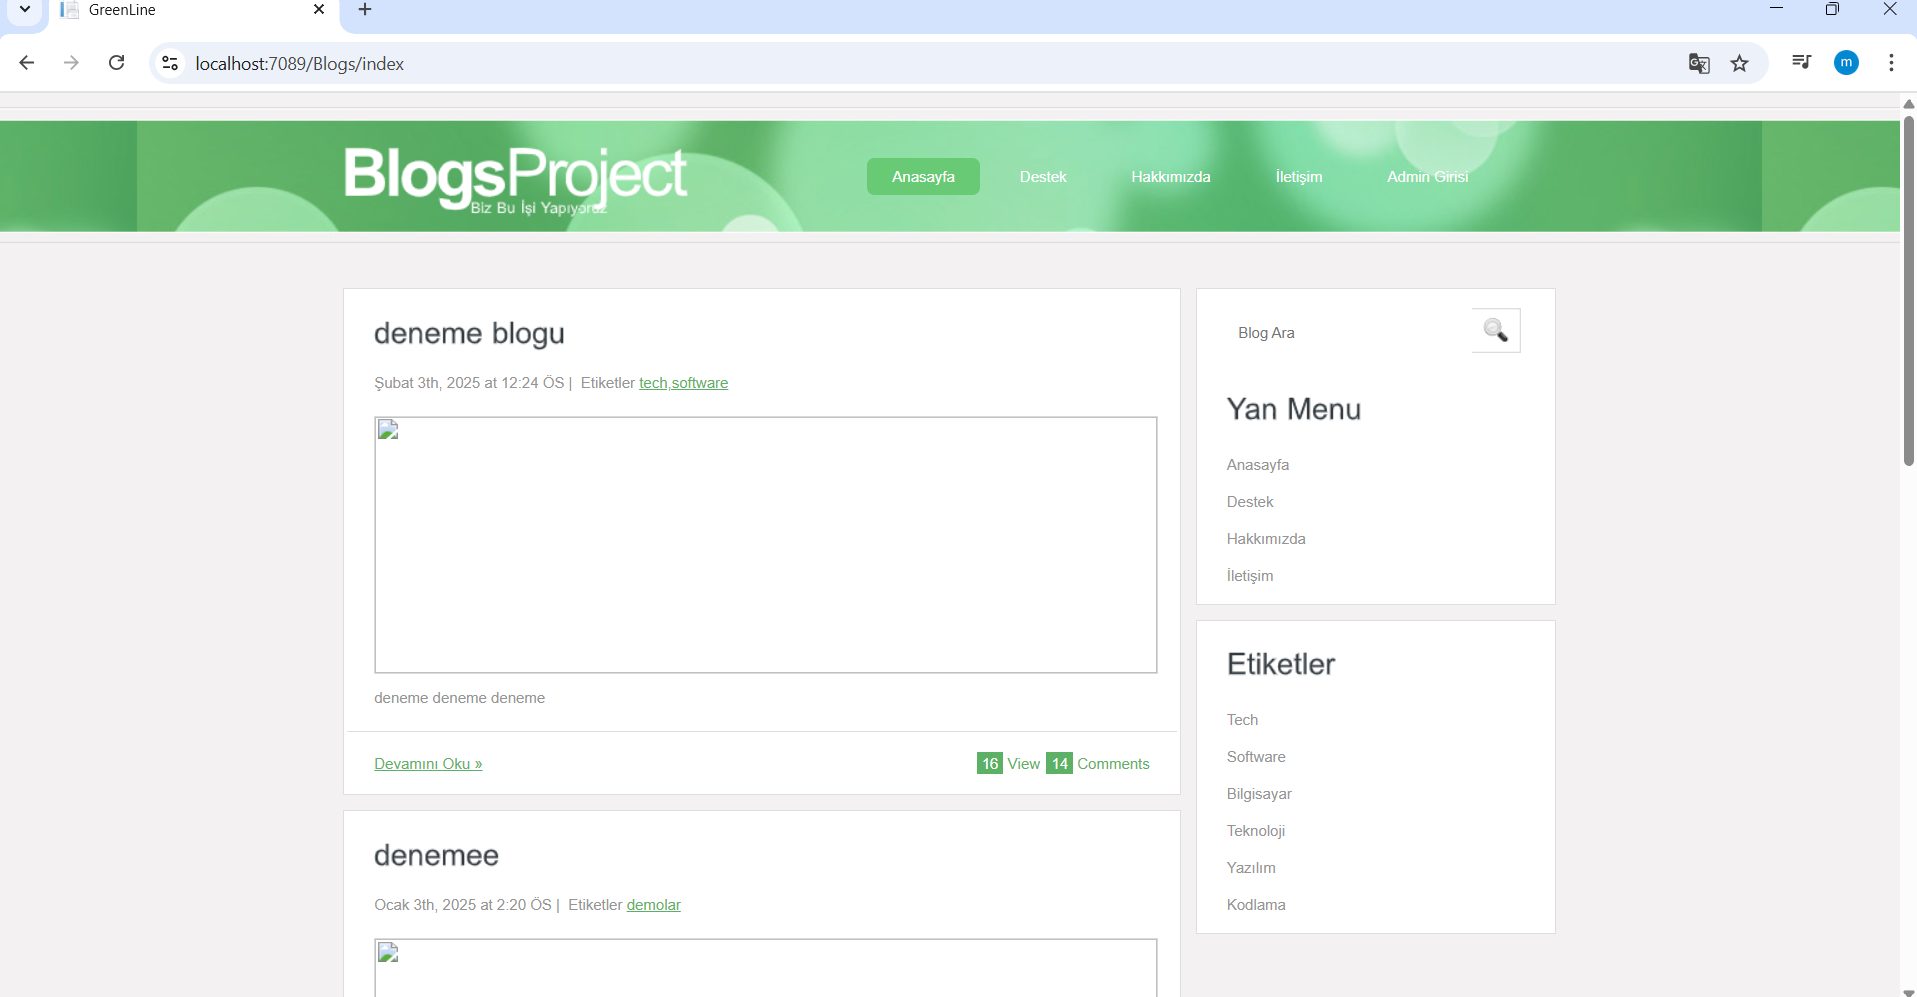 GreenLine
localhost:7089/Blogs/index
m
BlogsProject
Biz Bu İşi Yapıyoruz
Anasayfa
Destek
Hakkımızda
İletişim
Admin Girisi
deneme blogu
Şubat 3th, 2025 at 12:24 ÖS | Etiketler tech,software
deneme deneme deneme
Devamını Oku »
16 View 14 Comments
denemee
Ocak 3th, 2025 at 2:20 ÖS | Etiketler demolar
Blog Ara
Yan Menu
Anasayfa
Destek
Hakkımızda
İletişim
Etiketler
Tech
Software
Bilgisayar
Teknoloji
Yazılım
Kodlama